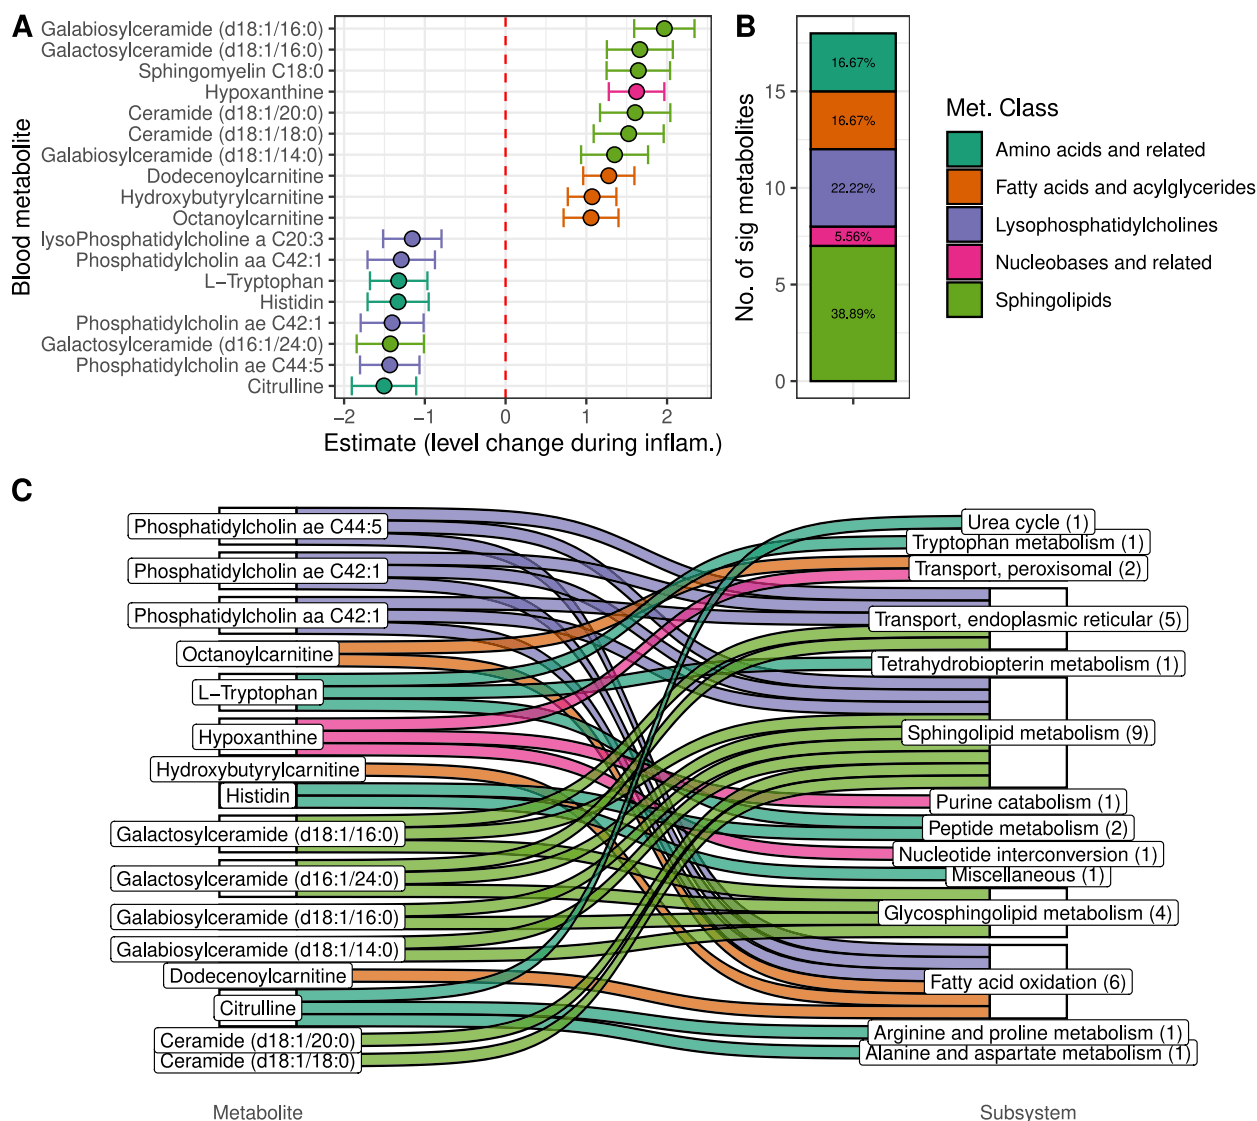 A
Blood metabolite
Galabiosylceramide (d18:1/16:0)
Galactosylceramide (d18:1/16:0)
Sphingomyelin C18:0
Hypoxanthine
Ceramide (d18:1/20:0)
Ceramide (d18:1/18:0)
Galabiosylceramide (d18:1/14:0)
Dodecenoylcarnitine
Hydroxybutyrylcarnitine
Octanoylcarnitine
lysoPhosphatidylcholine a C20:3
Phosphatidylcholin aa C42:1
L−Tryptophan
Histidin
Phosphatidylcholin ae C42:1
Galactosylceramide (d16:1/24:0)
Phosphatidylcholin ae C44:5
Citrulline
−2 −1 0 1 2
Estimate (level change during inflam.)
B
No. of sig metabolites
15
10
5
0
16.67%
16.67%
22.22%
5.56%
38.89%
Met. Class
Amino acids and related
Fatty acids and acylglycerides
Lysophosphatidylcholines
Nucleobases and related
Sphingolipids
C
Phosphatidylcholin ae C44:5
Phosphatidylcholin ae C42:1
Phosphatidylcholin aa C42:1
Octanoylcarnitine
L−Tryptophan
Hypoxanthine
Hydroxybutyrylcarnitine
Histidin
Galactosylceramide (d18:1/16:0)
Galactosylceramide (d16:1/24:0)
Galabiosylceramide (d18:1/16:0)
Galabiosylceramide (d18:1/14:0)
Dodecenoylcarnitine
Citrulline
Ceramide (d18:1/20:0)
Ceramide (d18:1/18:0)
Urea cycle (1)
Tryptophan metabolism (1)
Transport, peroxisomal (2)
Transport, endoplasmic reticular (5)
Tetrahydrobiopterin metabolism (1)
Sphingolipid metabolism (9)
Purine catabolism (1)
Peptide metabolism (2)
Nucleotide interconversion (1)
Miscellaneous (1)
Glycosphingolipid metabolism (4)
Fatty acid oxidation (6)
Arginine and proline metabolism (1)
Alanine and aspartate metabolism (1)
Metabolite
Subsystem